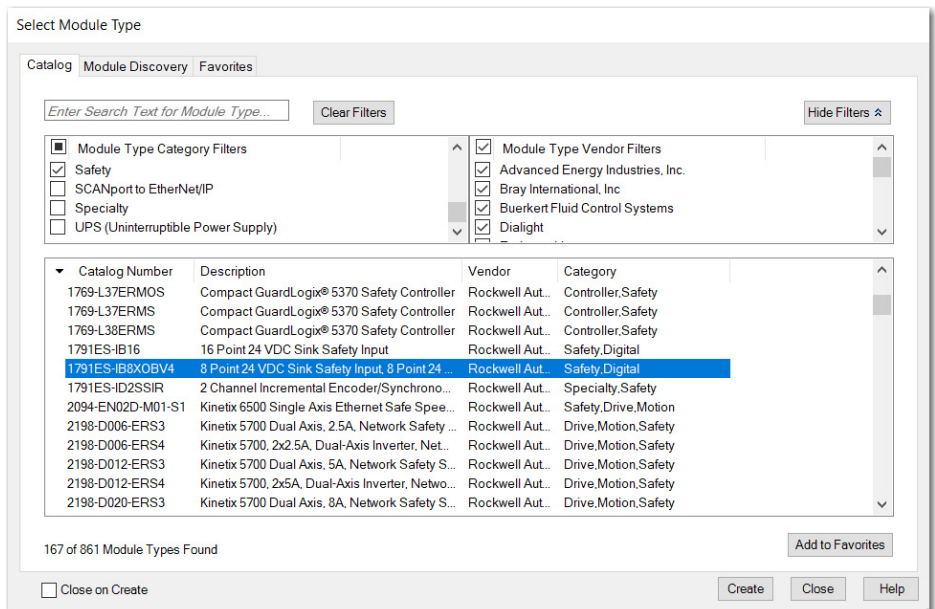 Select Module Type
Catalog Module Discovery Favorites
Enter Search Text for Module Type...
Clear Filters
Hide Filters
Module Type Category Filters
Safety
SCANport to EtherNet/IP
Specialty
UPS (Uninterruptible Power Supply)
Module Type Vendor Filters
Advanced Energy Industries, Inc.
Bray International, Inc
Buerkert Fluid Control Systems
Dialight
Catalog Number Description Vendor Category
1769-L37ERMOS Compact GuardLogix® 5370 Safety Controller Rockwell Aut... Controller,Safety
1769-L37ERMS Compact GuardLogix® 5370 Safety Controller Rockwell Aut... Controller,Safety
1769-L38ERMS Compact GuardLogix® 5370 Safety Controller Rockwell Aut... Controller,Safety
1791ES-IB16 16 Point 24 VDC Sink Safety Input Rockwell Aut... Safety,Digital
1791ES-IB8XOBV4 8 Point 24 VDC Sink Safety Input, 8 Point 24 ... Rockwell Aut... Safety,Digital
1791ES-ID2SSIR 2 Channel Incremental Encoder/Synchrono... Rockwell Aut... Specialty,Safety
2094-EN02D-M01-S1 Kinetix 6500 Single Axis Ethernet Safe Spee... Rockwell Aut... Safety,Drive,Motion
2198-D006-ERS3 Kinetix 5700 Dual Axis, 2.5A, Network Safety ... Rockwell Aut... Drive,Motion,Safety
2198-D006-ERS4 Kinetix 5700, 2x2.5A, Dual-Axis Inverter, Net... Rockwell Aut... Drive,Motion,Safety
2198-D012-ERS3 Kinetix 5700 Dual Axis, 5A, Network Safety S... Rockwell Aut... Drive,Motion,Safety
2198-D012-ERS4 Kinetix 5700, 2x5A, Dual-Axis Inverter, Netwo... Rockwell Aut... Drive,Motion,Safety
2198-D020-ERS3 Kinetix 5700 Dual Axis, 8A, Network Safety S... Rockwell Aut... Drive,Motion,Safety
167 of 861 Module Types Found
Add to Favorites
Close on Create
Create Close Help